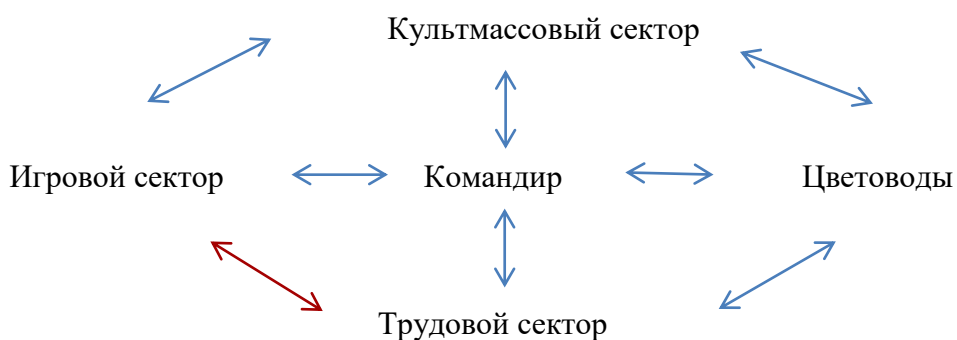 Культмассовый сектор
Игровой сектор Командир Цветоводы
Трудовой сектор